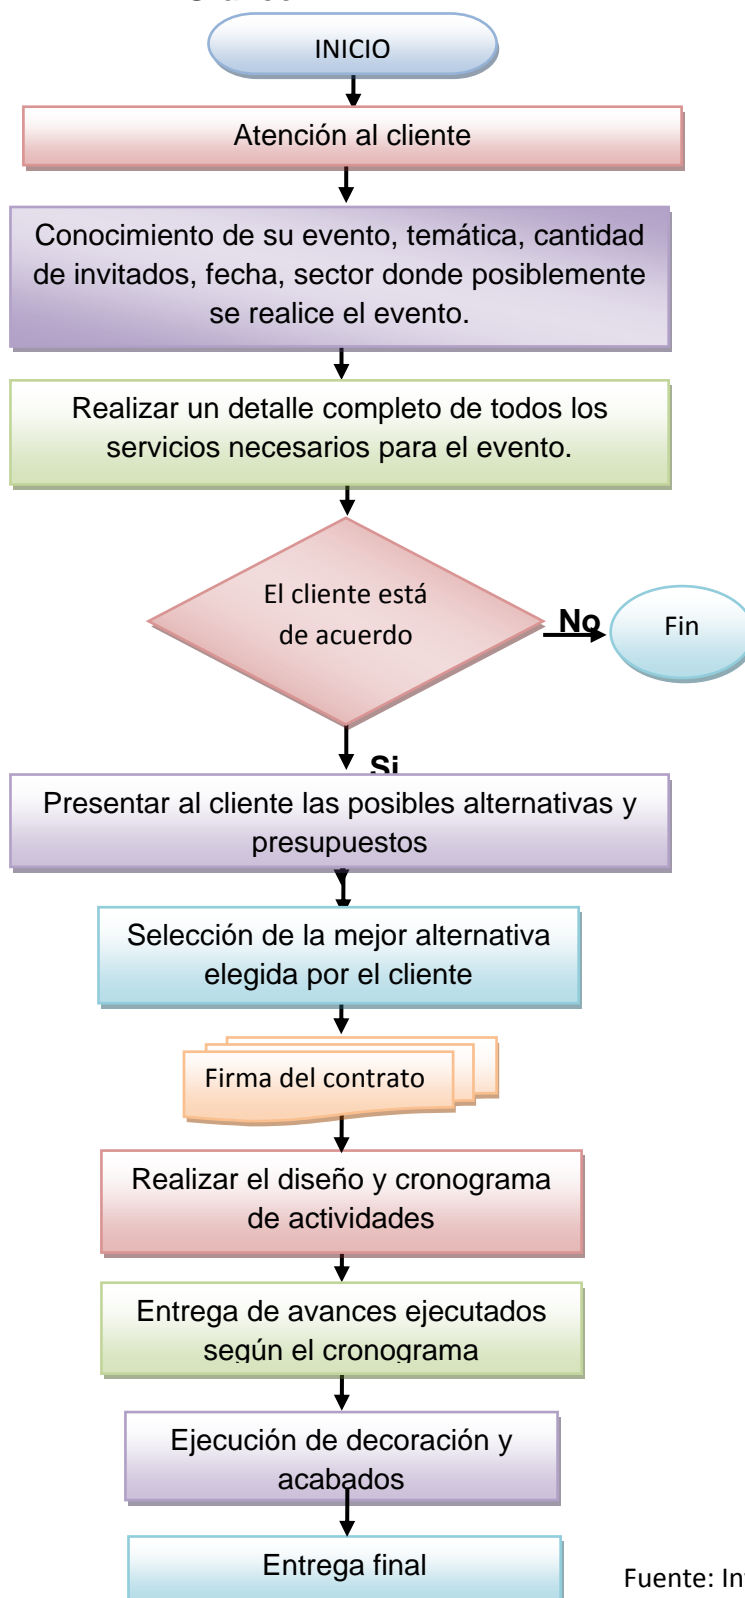 INICIO
Atención al cliente
Conocimiento de su evento, temática, cantidad
de invitados, fecha, sector donde posiblemente
se realice el evento.
Realizar un detalle completo de todos los
servicios necesarios para el evento.
El cliente está
de acuerdo
No
Fin
Si
Presentar al cliente las posibles alternativas y
presupuestos
Selección de la mejor alternativa
elegida por el cliente
Firma del contrato
Realizar el diseño y cronograma
de actividades
Entrega de avances ejecutados
según el cronograma
Ejecución de decoración y
acabados
Entrega final
Fuente: